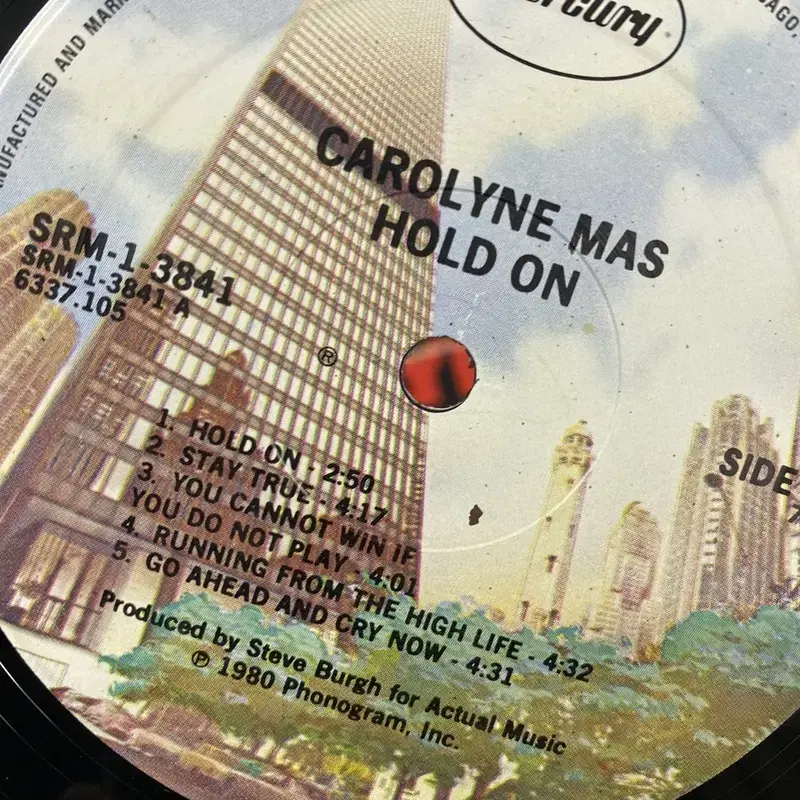 MANUFACTURED AND
CAROLYNE MAS
HOLD ON
SRM-1-3841
SRM-1-3841 A
6337.105
℗
SIDE
1. HOLD ON - 2:50
2. STAY TRUE - 4:17
3. YOU CANNOT WIN IF
YOU DO NOT PLAY - 4:01
4. RUNNING FROM THE HIGH LIFE - 4:32
5. GO AHEAD AND CRY NOW - 4:31
Produced by Steve Burgh for Actual Music
℗ 1980 Phonogram, Inc.